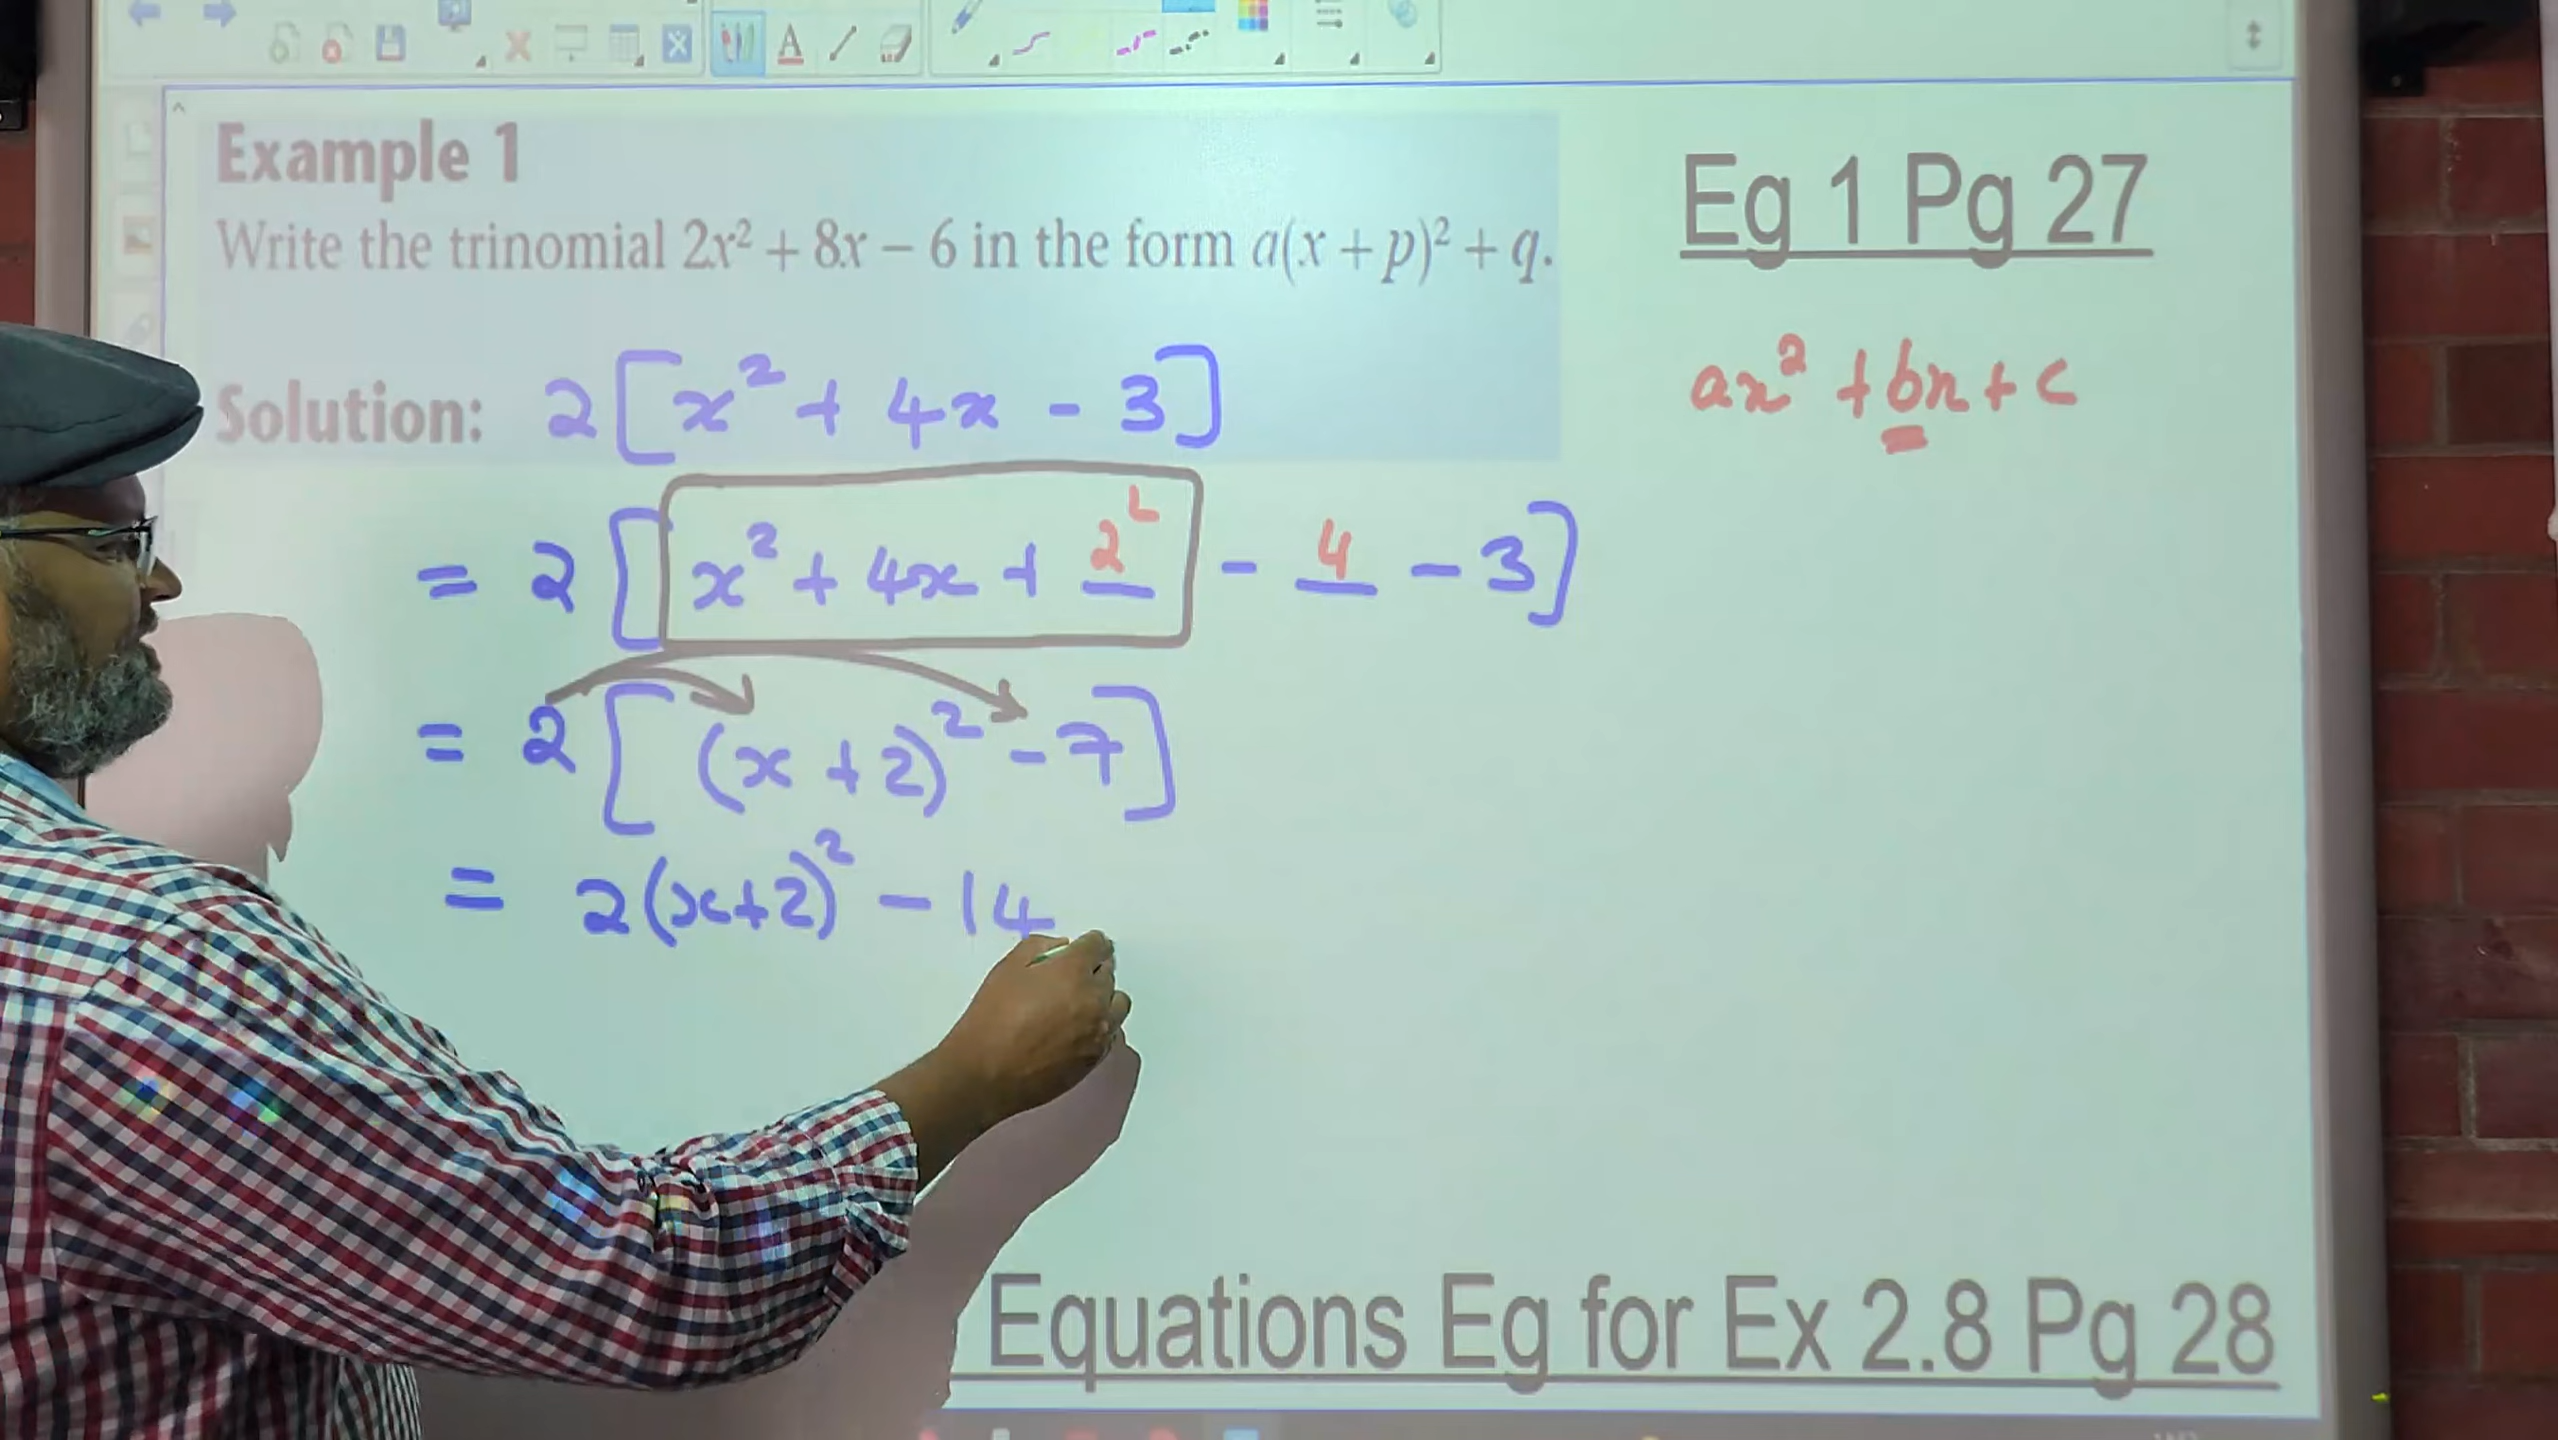 Example 1
Write the trinomial 2x² + 8x − 6 in the form a(x + p)² + q.
Eg 1 Pg 27
Solution: 2[x² + 4x - 3]
ax² + bx + c
= 2[x² + 4x + 2² - 4 - 3]
= 2[(x + 2)² - 7]
= 2(x+2)² - 14
Equations Eg for Ex 2.8 Pg 28